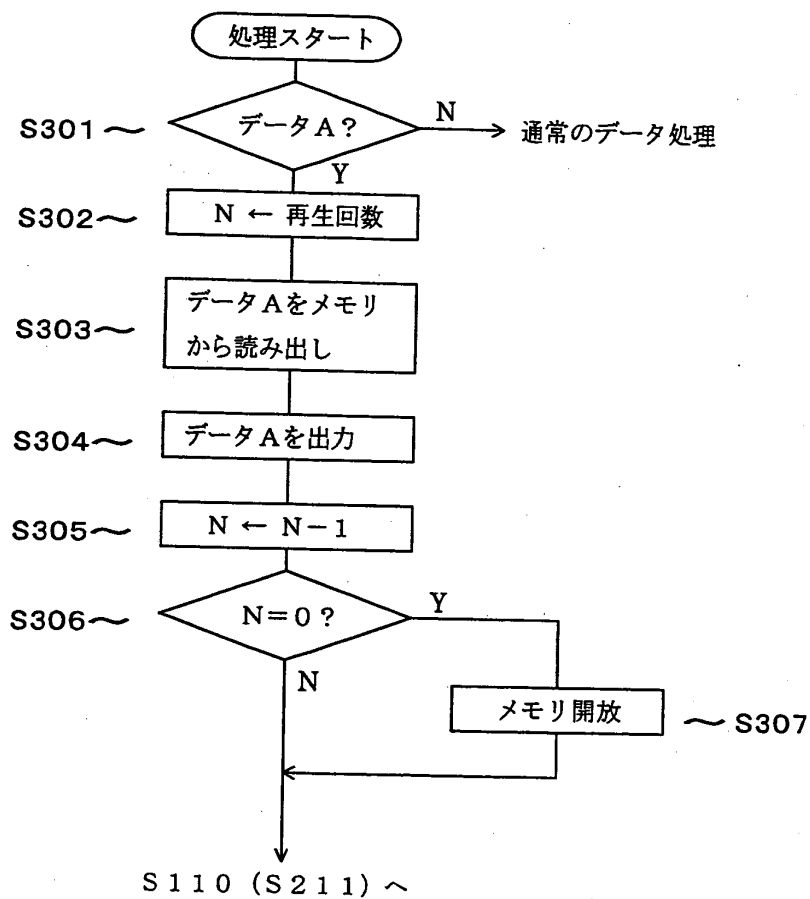 処理スタート
S301〜
データA?
N
通常のデータ処理
Y
S302〜
N ← 再生回数
S303〜
データAをメモリ
から読み出し
S304〜
データAを出力
S305〜
N ← N−1
S306〜
N=0?
Y
N
メモリ開放
〜S307
S110(S211)へ